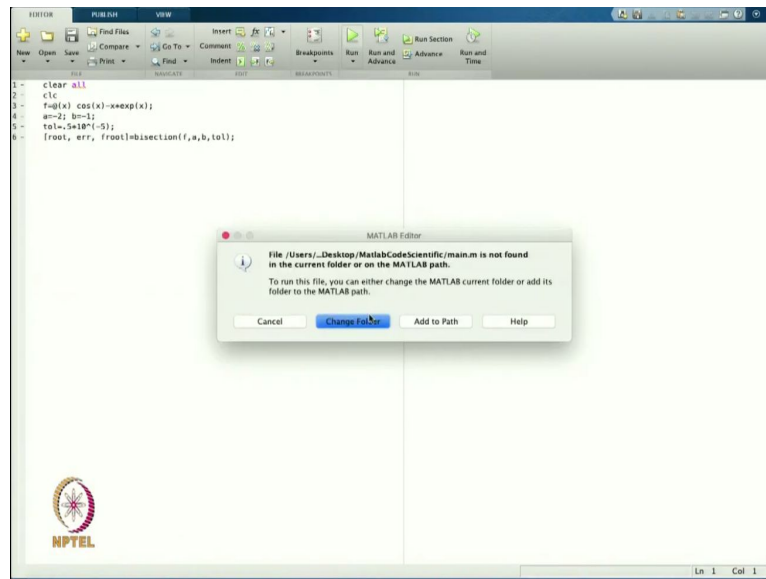 EDITOR PUBLISH VIEW
Find Files Insert fx Run Section
New Open Save Compare Go To Comment Breakpoints Run Run and Advance Advance Run and Time
Print Find Indent
FILE NAVIGATE EDIT BREAKPOINTS RUN
1 - clear all
2 - clc
3 - f=@(x) cos(x)-x*exp(x);
4 - a=-2; b=-1;
5 - tol=.5*10^(-5);
6 - [root, err, froot]=bisection(f,a,b,tol);
MATLAB Editor
File /Users/..._Desktop/MatlabCodeScientific/main.m is not found
in the current folder or on the MATLAB path.
To run this file, you can either change the MATLAB current folder or add its
folder to the MATLAB path.
Cancel Change Folder Add to Path Help
NPTEL
Ln 1 Col 1